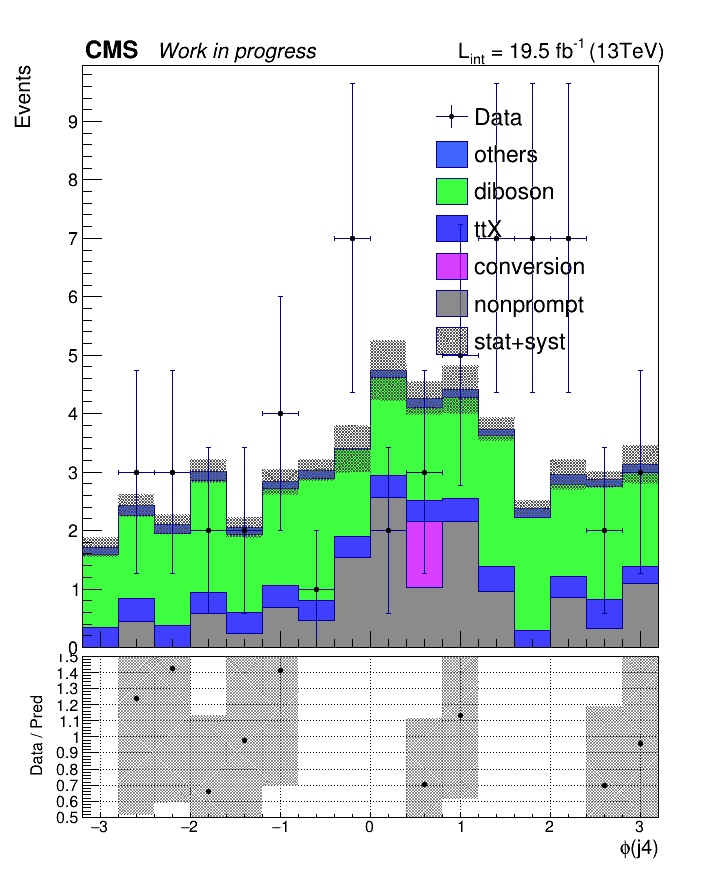 CMS Work in progress L_int = 19.5 fb^-1 (13TeV)
Events
9
8
7
6
5
4
3
2
1
0
Data
others
diboson
ttX
conversion
nonprompt
stat+syst
Data / Pred
1.5
1.4
1.3
1.2
1.1
1
0.9
0.8
0.7
0.6
0.5
−3 −2 −1 0 1 2 3
ϕ(j4)